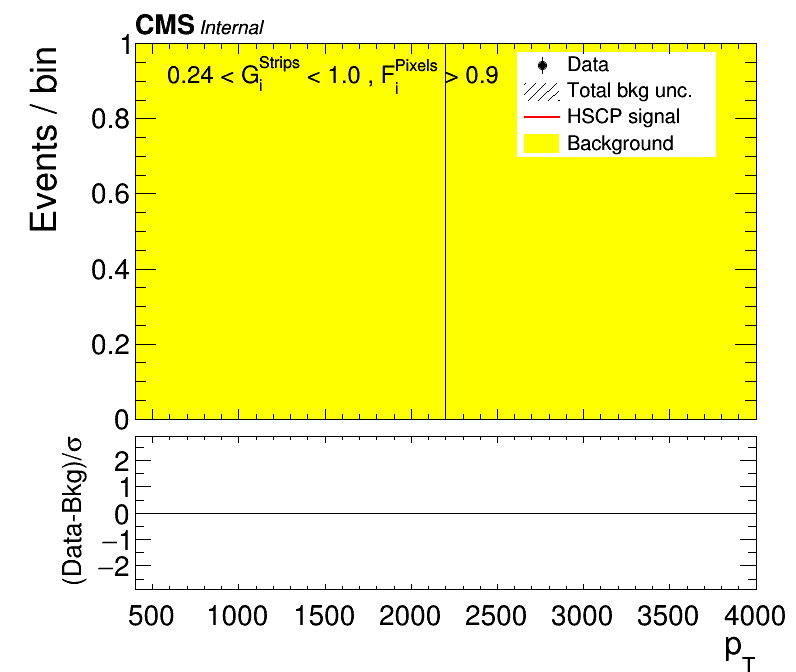 CMS Internal
0.24 < G_i^Strips < 1.0 , F_i^Pixels > 0.9
Data
Total bkg unc.
HSCP signal
Background
Events / bin
1
0.8
0.6
0.4
0.2
0
(Data-Bkg)/σ
2
1
0
−1
−2
500 1000 1500 2000 2500 3000 3500 4000
p_T